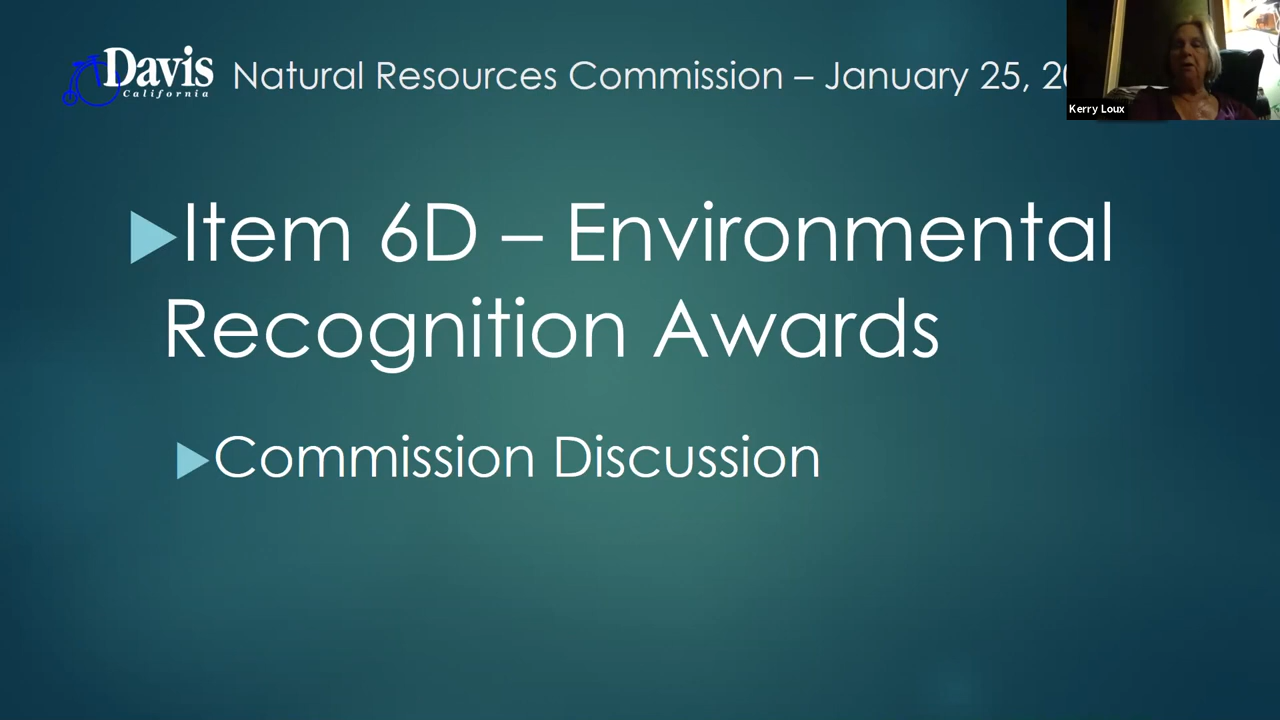 Davis
California
Natural Resources Commission – January 25, 20
Kerry Loux
Item 6D – Environmental
Recognition Awards
Commission Discussion